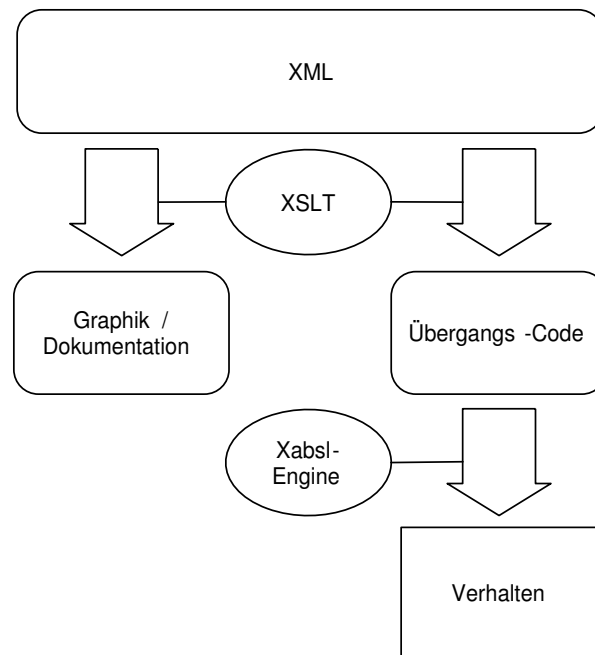 XML
XSLT
Graphik /
Dokumentation
Übergangs -Code
Xabsl-
Engine
Verhalten